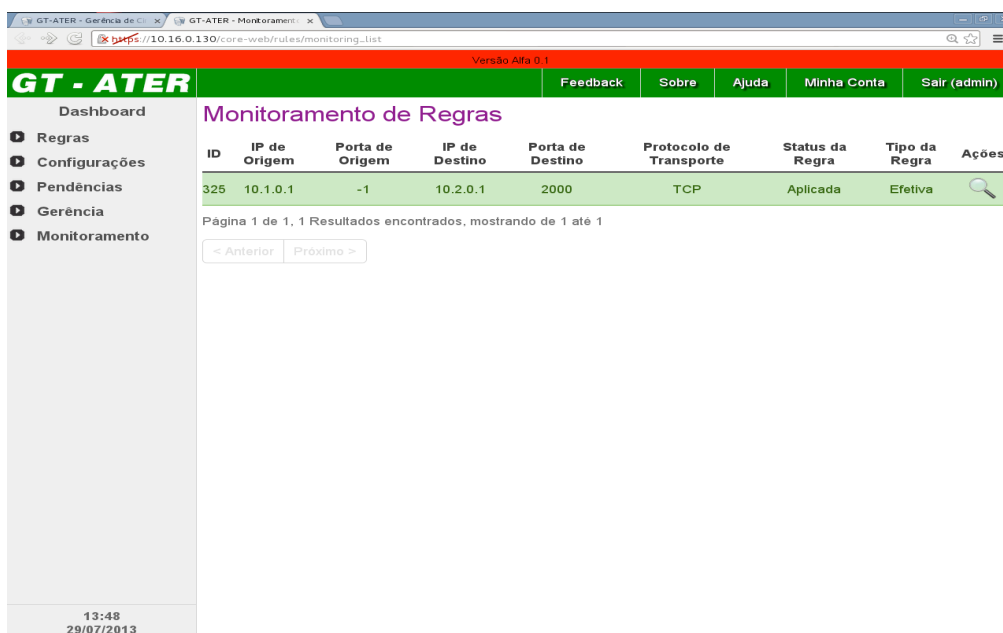 GT-ATER - Gerência de Cli
GT-ATER - Monitoramento
https://10.16.0.130/core-web/rules/monitoring_list
Versão Alfa 0.1
GT - ATER
Feedback
Sobre
Ajuda
Minha Conta
Sair (admin)
Dashboard
Regras
Configurações
Pendências
Gerência
Monitoramento
Monitoramento de Regras
ID IP de Origem Porta de Origem IP de Destino Porta de Destino Protocolo de Transporte Status da Regra Tipo da Regra Ações
325 10.1.0.1 -1 10.2.0.1 2000 TCP Aplicada Efetiva
Página 1 de 1, 1 Resultados encontrados, mostrando de 1 até 1
< Anterior Próximo >
13:48
29/07/2013